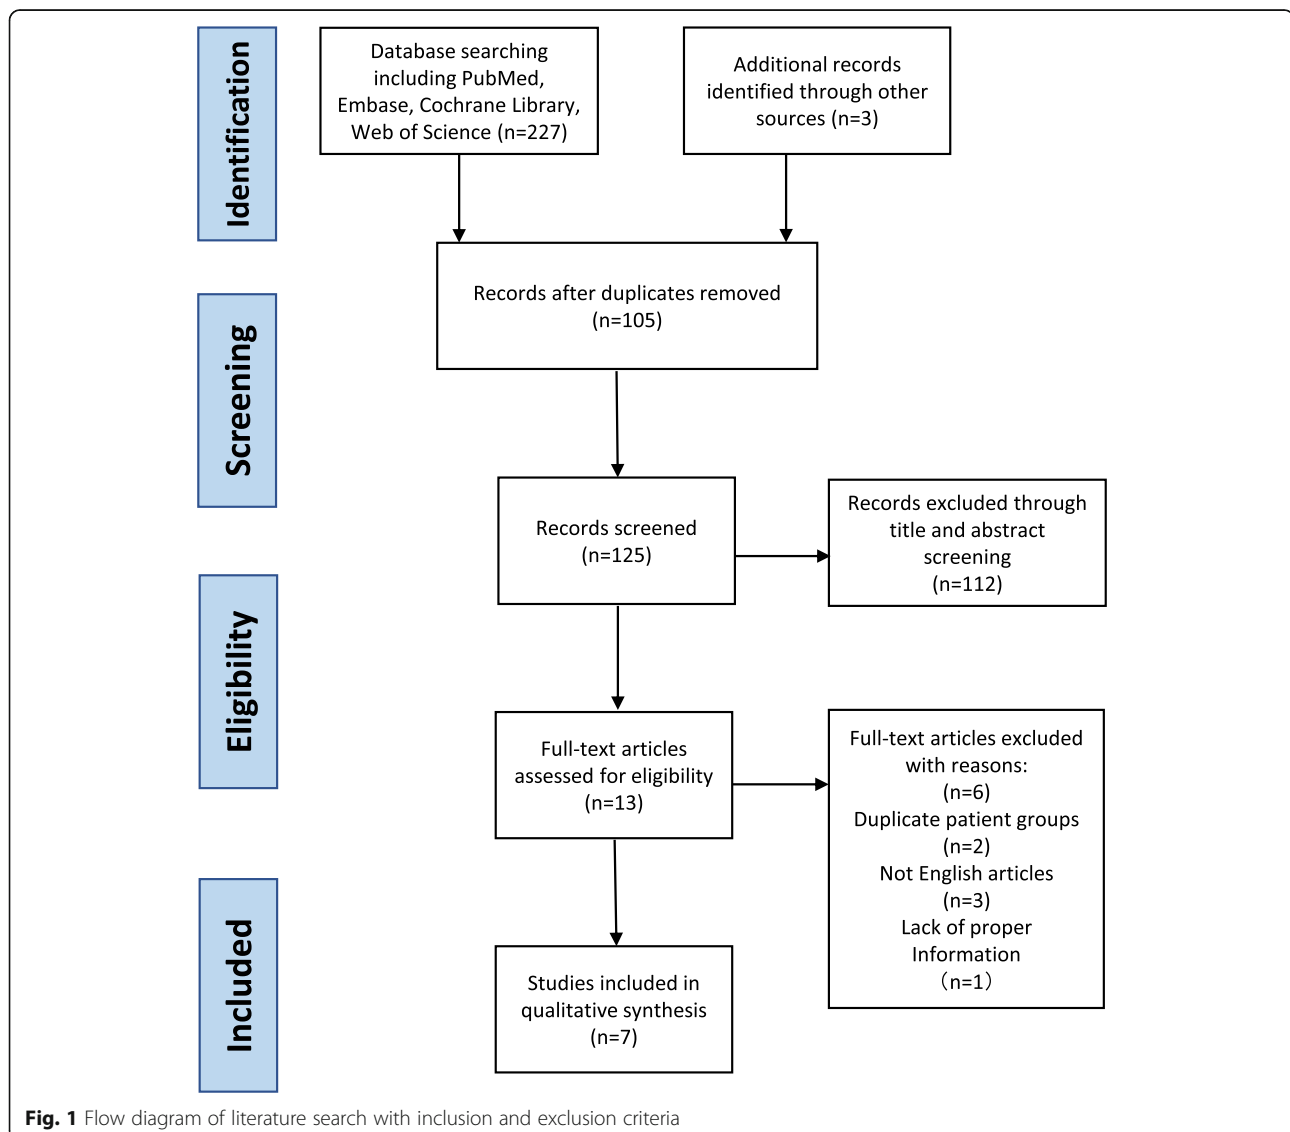 Identification
Database searching
including PubMed,
Embase, Cochrane Library,
Web of Science (n=227)
Additional records
identified through other
sources (n=3)
Records after duplicates removed
(n=105)
Screening
Records screened
(n=125)
Records excluded through
title and abstract
screening
(n=112)
Eligibility
Full-text articles
assessed for eligibility
(n=13)
Full-text articles excluded
with reasons:
(n=6)
Duplicate patient groups
(n=2)
Not English articles
(n=3)
Lack of proper
Information
（n=1）
Included
Studies included in
qualitative synthesis
(n=7)
Fig. 1 Flow diagram of literature search with inclusion and exclusion criteria